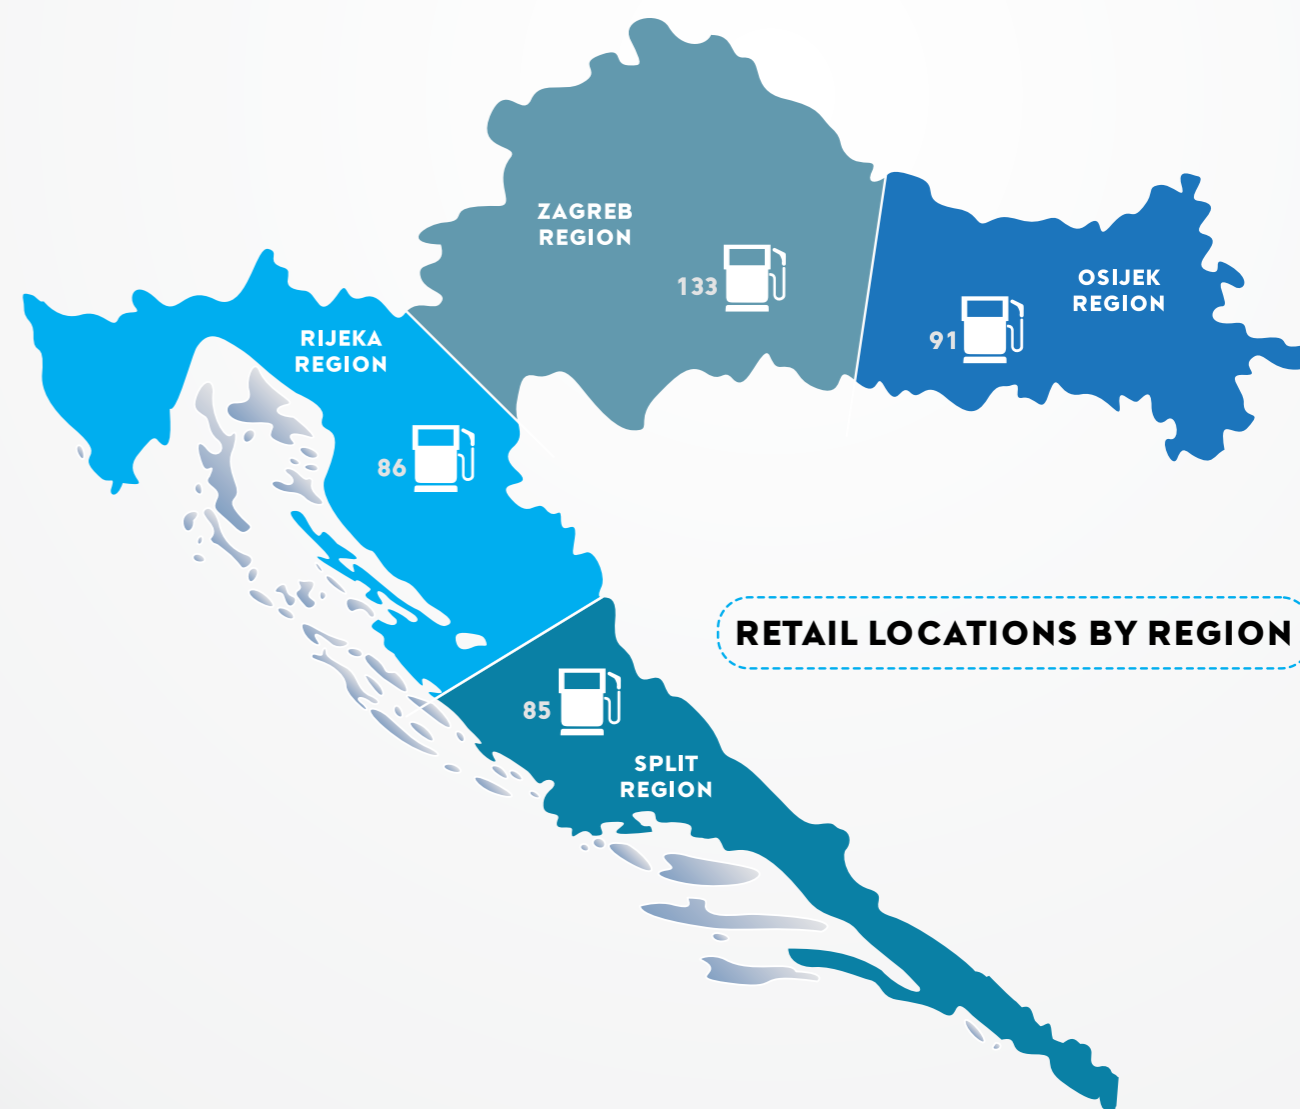 ZAGREB
REGION
133
OSIJEK
REGION
91
RIJEKA
REGION
86
RETAIL LOCATIONS BY REGION
85
SPLIT
REGION